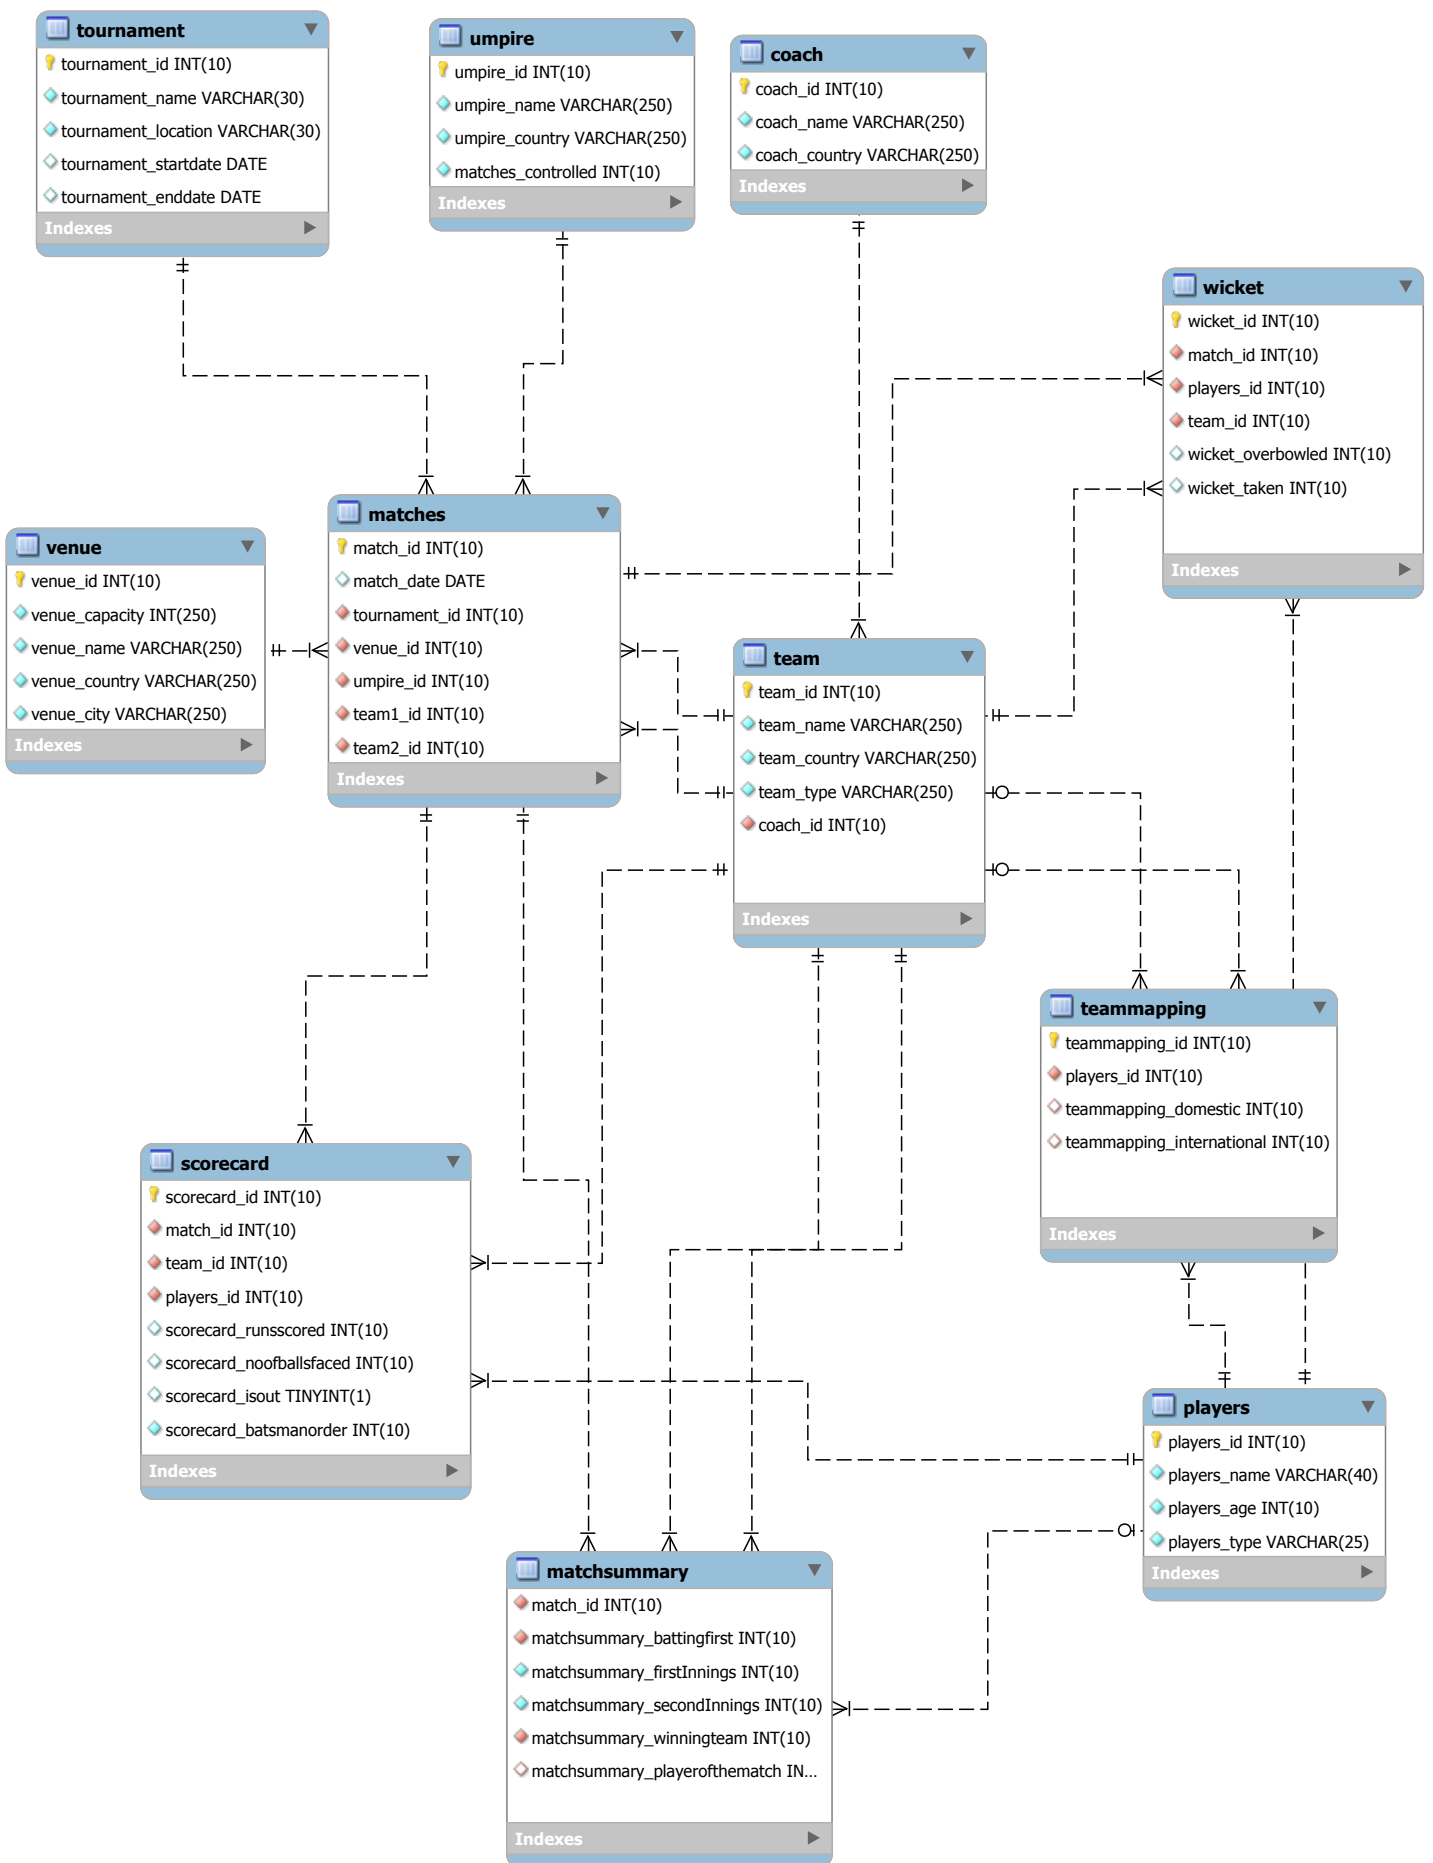 tournament
tournament_id INT(10)
tournament_name VARCHAR(30)
tournament_location VARCHAR(30)
tournament_startdate DATE
tournament_enddate DATE
Indexes
umpire
umpire_id INT(10)
umpire_name VARCHAR(250)
umpire_country VARCHAR(250)
matches_controlled INT(10)
Indexes
coach
coach_id INT(10)
coach_name VARCHAR(250)
coach_country VARCHAR(250)
Indexes
wicket
wicket_id INT(10)
match_id INT(10)
players_id INT(10)
team_id INT(10)
wicket_overbowled INT(10)
wicket_taken INT(10)
Indexes
venue
venue_id INT(10)
venue_capacity INT(250)
venue_name VARCHAR(250)
venue_country VARCHAR(250)
venue_city VARCHAR(250)
Indexes
matches
match_id INT(10)
match_date DATE
tournament_id INT(10)
venue_id INT(10)
umpire_id INT(10)
team1_id INT(10)
team2_id INT(10)
Indexes
team
team_id INT(10)
team_name VARCHAR(250)
team_country VARCHAR(250)
team_type VARCHAR(250)
coach_id INT(10)
Indexes
teammapping
teammapping_id INT(10)
players_id INT(10)
teammapping_domestic INT(10)
teammapping_international INT(10)
Indexes
scorecard
scorecard_id INT(10)
match_id INT(10)
team_id INT(10)
players_id INT(10)
scorecard_runsscored INT(10)
scorecard_noofballsfaced INT(10)
scorecard_isout TINYINT(1)
scorecard_batsmanorder INT(10)
Indexes
players
players_id INT(10)
players_name VARCHAR(40)
players_age INT(10)
players_type VARCHAR(25)
Indexes
matchsummary
match_id INT(10)
matchsummary_battingfirst INT(10)
matchsummary_firstInnings INT(10)
matchsummary_secondInnings INT(10)
matchsummary_winningteam INT(10)
matchsummary_playerofthematch IN...
Indexes